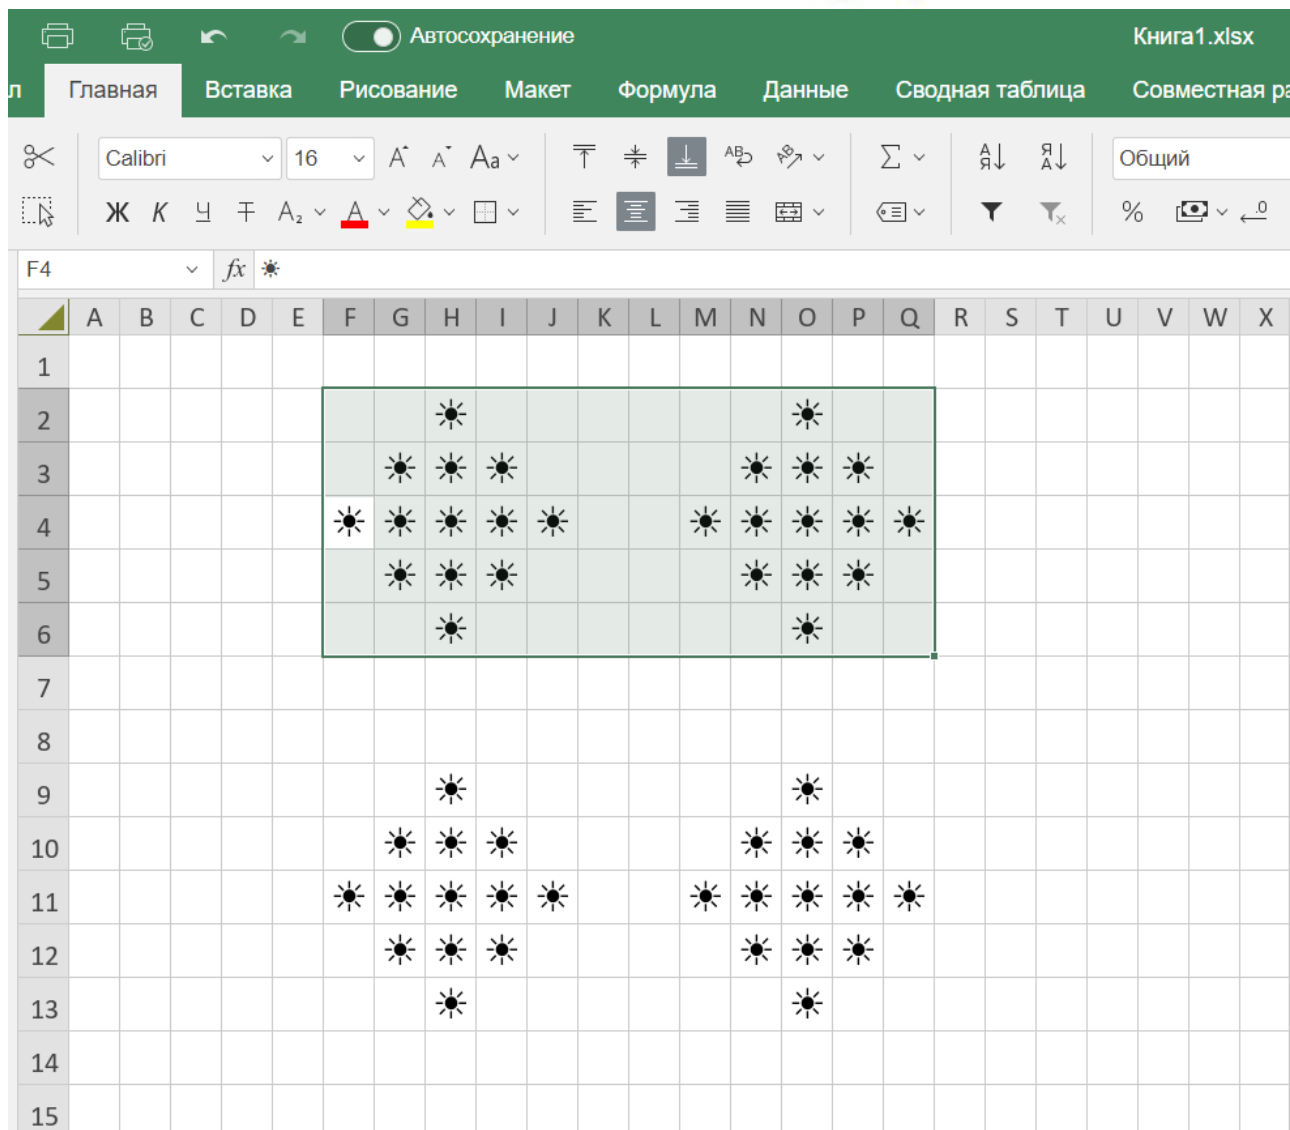 Автосохранение Книга1.xlsx
л Главная Вставка Рисование Макет Формула Данные Сводная таблица Совместная ра
Calibri 16 Общий
Ж К Ч Т А₂ А %
F4 fx ☀
A B C D E F G H I J K L M N O P Q R S T U V W X
1
2 ☀ ☀
3 ☀ ☀ ☀ ☀ ☀ ☀
4 ☀ ☀ ☀ ☀ ☀ ☀ ☀ ☀ ☀ ☀
5 ☀ ☀ ☀ ☀ ☀ ☀
6 ☀ ☀
7
8
9 ☀ ☀
10 ☀ ☀ ☀ ☀ ☀ ☀
11 ☀ ☀ ☀ ☀ ☀ ☀ ☀ ☀ ☀ ☀
12 ☀ ☀ ☀ ☀ ☀ ☀
13 ☀ ☀
14
15